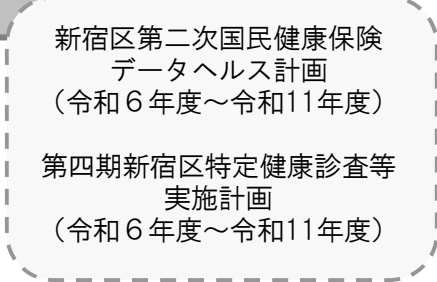 新宿区第二次国民健康保険
データヘルス計画
（令和６年度～令和11年度）
第四期新宿区特定健康診査等
実施計画
（令和６年度～令和11年度）